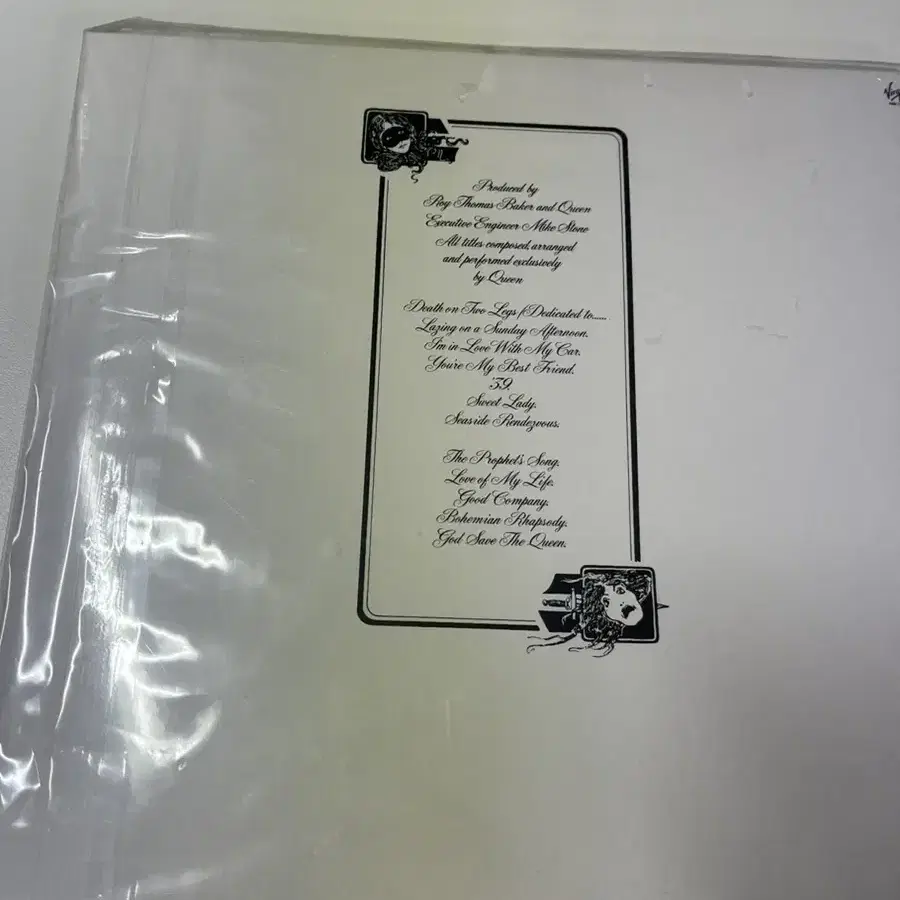 Produced by
Roy Thomas Baker and Queen
Executive Engineer Mike Stone
All titles composed, arranged
and performed exclusively
by Queen
Death on Two Legs (Dedicated to......
Lazing on a Sunday Afternoon.
I'm in Love With My Car.
You're My Best Friend.
'39.
Sweet Lady.
Seaside Rendezvous.
The Prophet's Song.
Love of My Life.
Good Company.
Bohemian Rhapsody.
God Save The Queen.